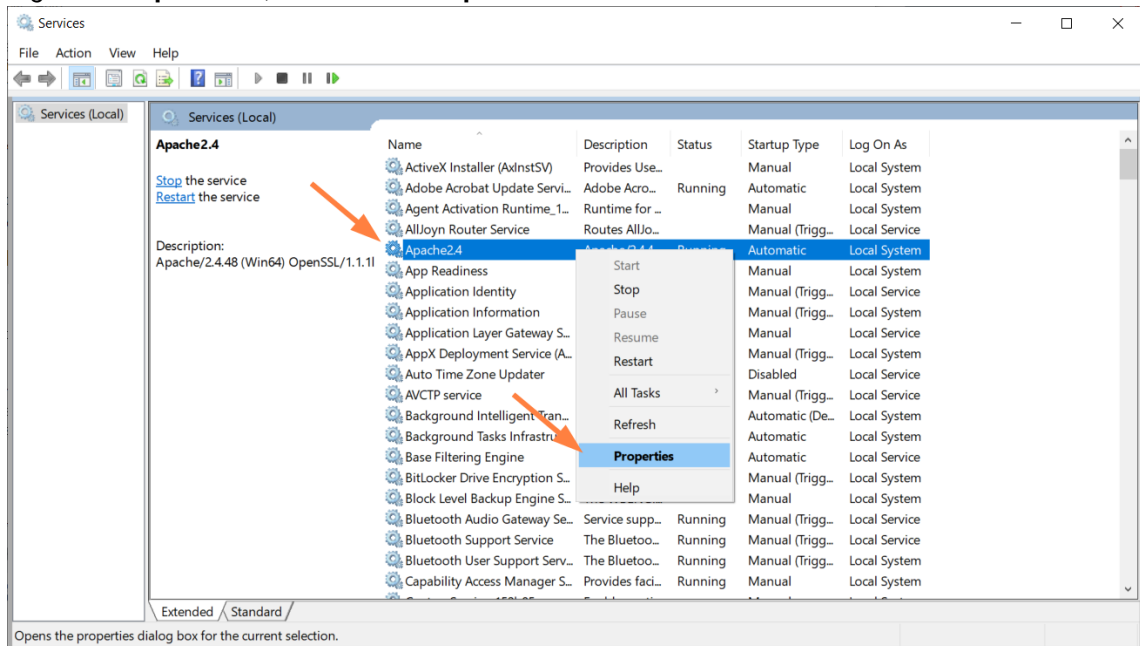 Services
File Action View Help
Services (Local)
Services (Local)
Apache2.4
Stop the service
Restart the service
Description:
Apache/2.4.48 (Win64) OpenSSL/1.1.1l
Name Description Status Startup Type Log On As
ActiveX Installer (AxInstSV) Provides Use... Manual Local System
Adobe Acrobat Update Servi... Adobe Acro... Running Automatic Local System
Agent Activation Runtime_1... Runtime for ... Manual Local System
AllJoyn Router Service Routes AllJo... Manual (Trigg... Local Service
Apache2.4 Automatic Local System
App Readiness Manual Local System
Application Identity Manual (Trigg... Local Service
Application Information Manual (Trigg... Local System
Application Layer Gateway S... Manual Local Service
AppX Deployment Service (A... Manual (Trigg... Local System
Auto Time Zone Updater Disabled Local Service
AVCTP service Manual (Trigg... Local Service
Background Intelligent Tran... Automatic (De... Local System
Background Tasks Infrastru Automatic Local System
Base Filtering Engine Automatic Local Service
BitLocker Drive Encryption S... Manual (Trigg... Local System
Block Level Backup Engine S... Manual Local System
Bluetooth Audio Gateway Se... Service supp... Running Manual (Trigg... Local Service
Bluetooth Support Service The Bluetoo... Running Manual (Trigg... Local Service
Bluetooth User Support Serv... The Bluetoo... Running Manual (Trigg... Local System
Capability Access Manager S... Provides faci... Running Manual Local System
Start
Stop
Pause
Resume
Restart
All Tasks
Refresh
Properties
Help
Extended Standard
Opens the properties dialog box for the current selection.